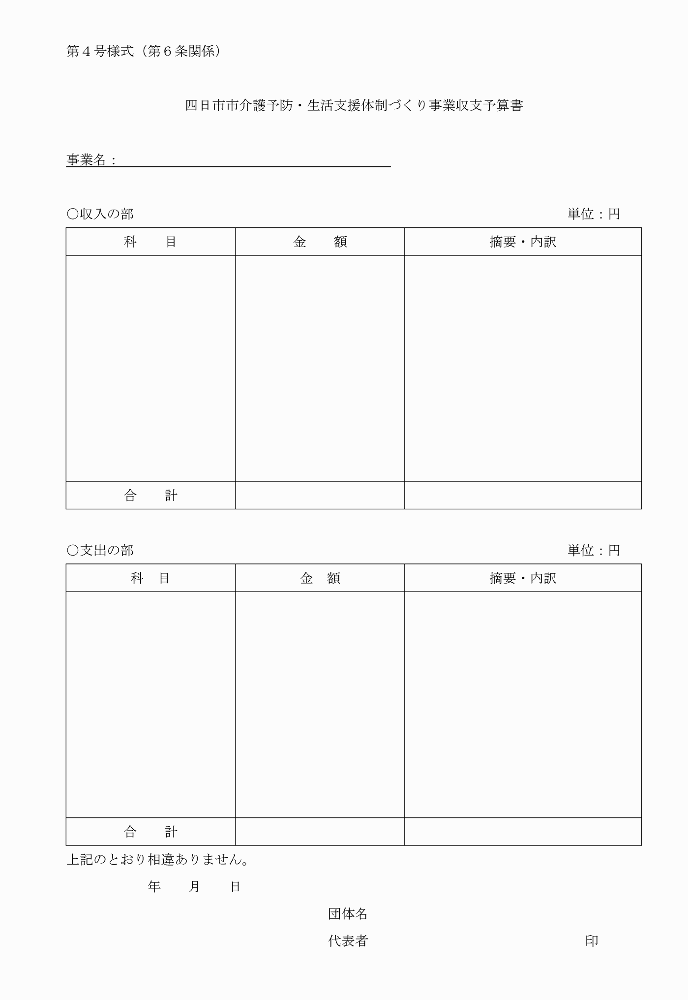 第４号様式（第６条関係）
四日市市介護予防・生活支援体制づくり事業収支予算書
事業名：
〇収入の部　　単位：円
科　　目　　金　　額　　摘要・内訳
合　　計
〇支出の部　　単位：円
科　目　　金　額　　摘要・内訳
合　　計
上記のとおり相違ありません。
年　　月　　日
団体名
代表者　　印